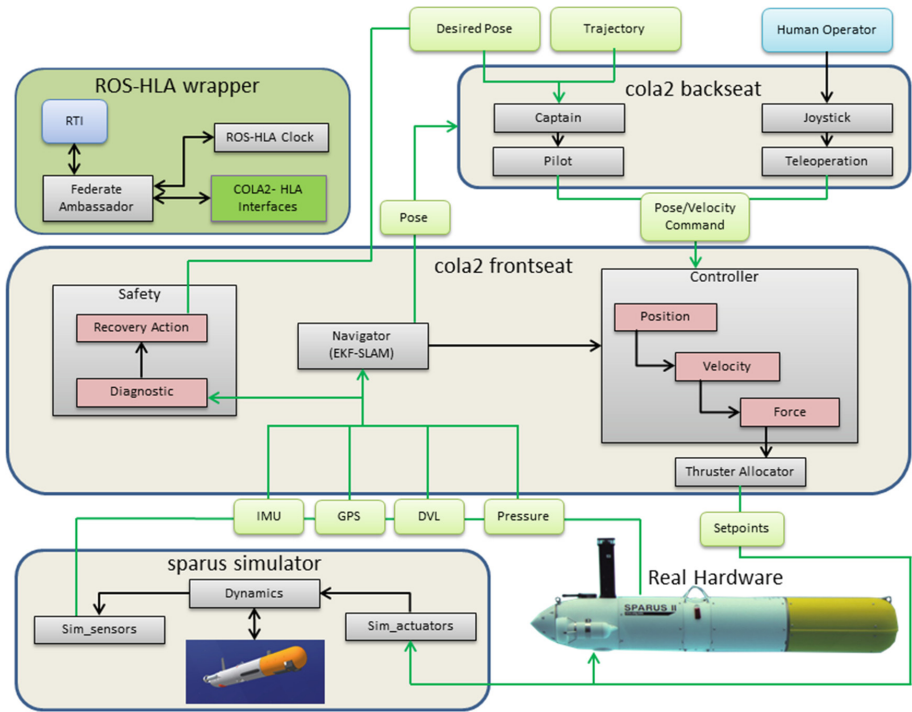 Desired Pose
Trajectory
Human Operator
ROS-HLA wrapper
RTI
ROS-HLA Clock
Federate
Ambassador
COLA2- HLA
Interfaces
cola2 backseat
Captain
Joystick
Pilot
Teleoperation
Pose
Pose/Velocity
Command
cola2 frontseat
Safety
Recovery Action
Diagnostic
Navigator
(EKF-SLAM)
Controller
Position
Velocity
Force
Thruster Allocator
IMU
GPS
DVL
Pressure
Setpoints
sparus simulator
Dynamics
Sim_sensors
Sim_actuators
Real Hardware
SPARUS II